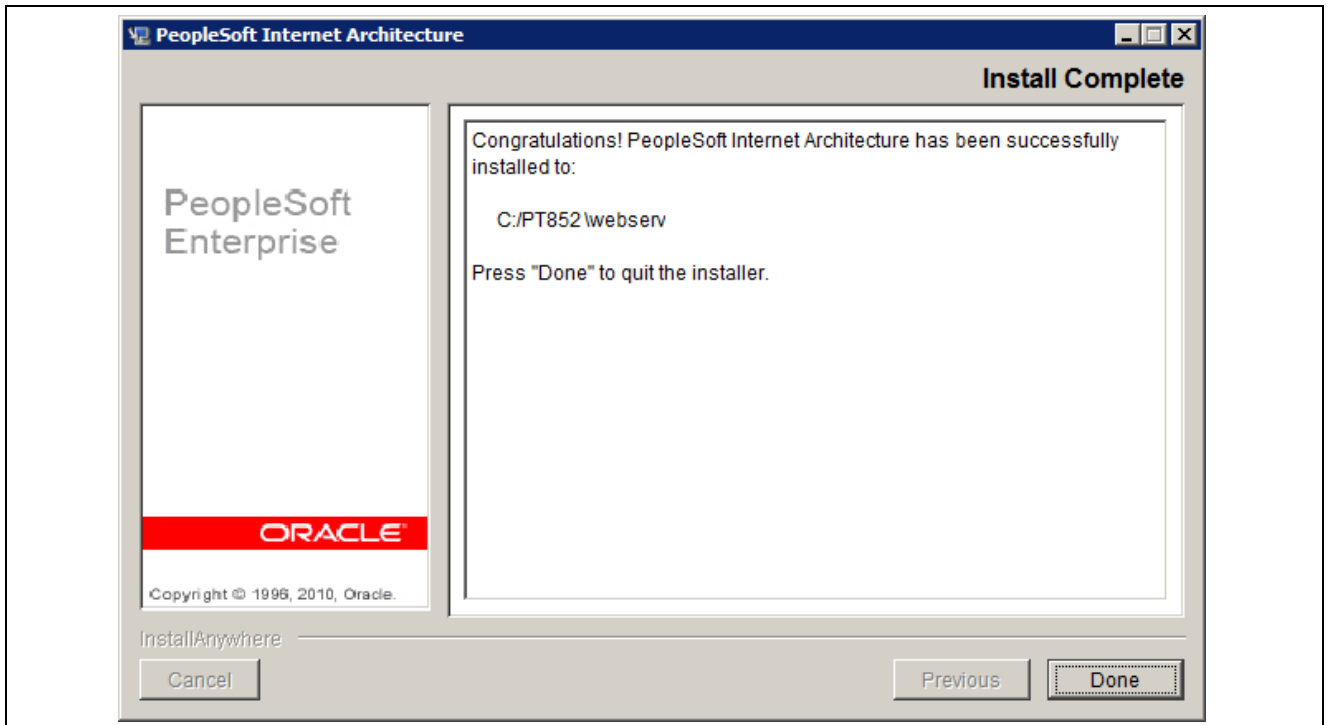 PeopleSoft Internet Architecture
Install Complete
PeopleSoft
Enterprise
ORACLE
Copyright © 1996, 2010, Oracle.
Congratulations! PeopleSoft Internet Architecture has been successfully
installed to:
C:/PT852\webserv
Press "Done" to quit the installer.
InstallAnywhere
Cancel
Previous
Done